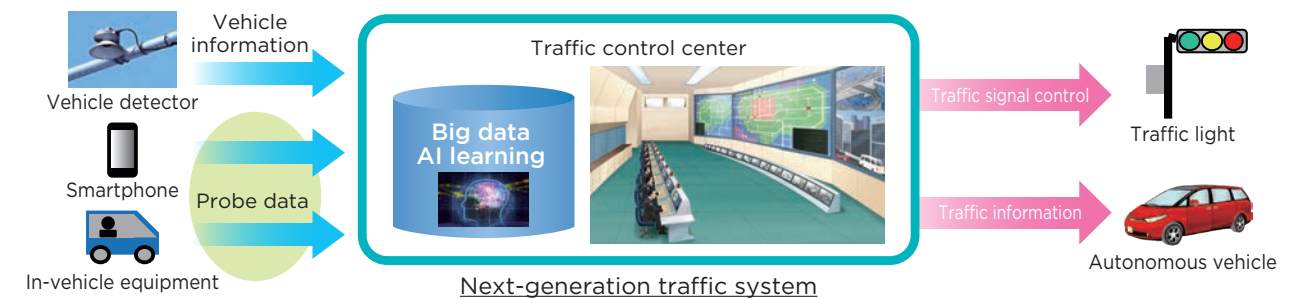 Vehicle
information
Vehicle detector
Smartphone
Probe data
In-vehicle equipment
Traffic control center
Big data
AI learning
Next-generation traffic system
Traffic signal control
Traffic light
Traffic information
Autonomous vehicle